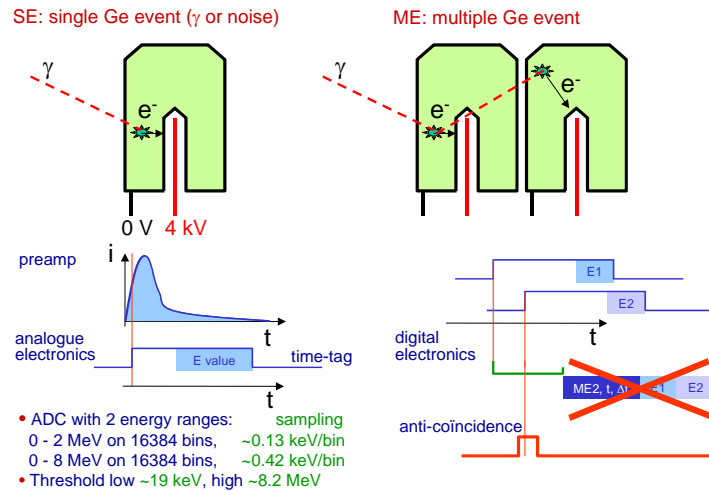 SE: single Ge event (γ or noise)
ME: multiple Ge event
γ
e-
0 V
4 kV
γ
e-
e-
preamp
i
t
analogue
electronics
E value
time-tag
t
• ADC with 2 energy ranges: sampling
0 - 2 MeV on 16384 bins, ~0.13 keV/bin
0 - 8 MeV on 16384 bins, ~0.42 keV/bin
• Threshold low ~19 keV, high ~8.2 MeV
E1
E2
t
digital
electronics
ME2, t, Δt
E1
E2
anti-coïncidence